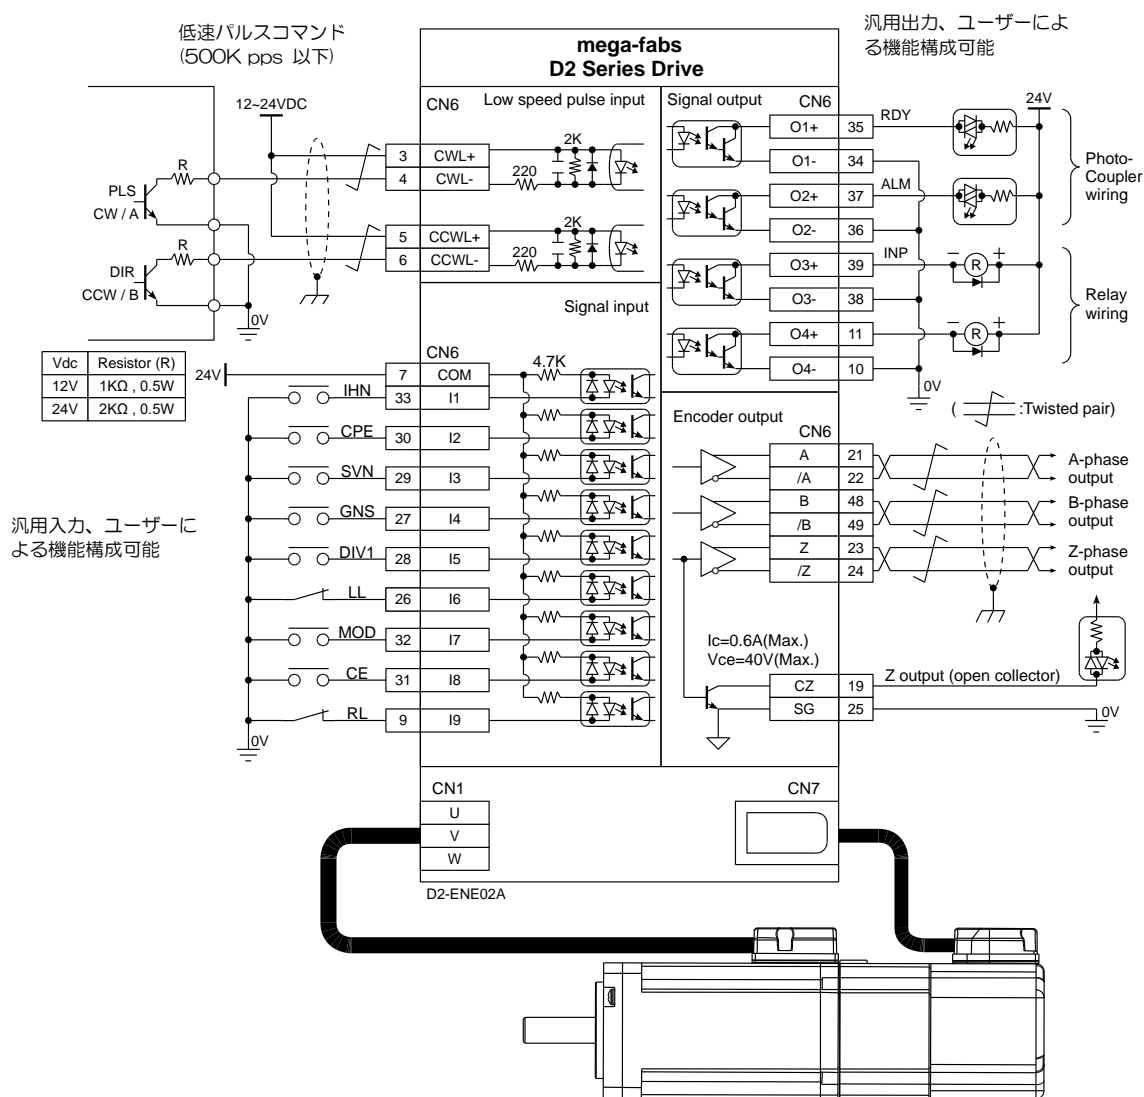 低速パルスコマンド
(500K pps 以下)
汎用出力、ユーザーによ
る機能構成可能
mega-fabs
D2 Series Drive
12~24VDC
CN6
Low speed pulse input
Signal output
CN6
24V
R
PLS
CW / A
R
DIR
CCW / B
0V
3 CWL+
4 CWL-
2K
220
5 CCWL+
6 CCWL-
2K
220
O1+ 35 RDY
O1- 34
O2+ 37 ALM
O2- 36
O3+ 39 INP
O3- 38
O4+ 11
O4- 10
Photo-
Coupler
wiring
− R +
− R +
Relay
wiring
0V
Vdc Resistor (R)
12V 1KΩ , 0.5W
24V 2KΩ , 0.5W
Signal input
CN6
24V
4.7K
7 COM
IHN 33 I1
CPE 30 I2
SVN 29 I3
GNS 27 I4
DIV1 28 I5
LL 26 I6
MOD 32 I7
CE 31 I8
RL 9 I9
0V
汎用入力、ユーザーに
よる機能構成可能
( :Twisted pair)
Encoder output
CN6
A 21
/A 22
B 48
/B 49
Z 23
/Z 24
A-phase
output
B-phase
output
Z-phase
output
Ic=0.6A(Max.)
Vce=40V(Max.)
CZ 19 Z output (open collector)
SG 25
0V
CN1
U
V
W
CN7
D2-ENE02A